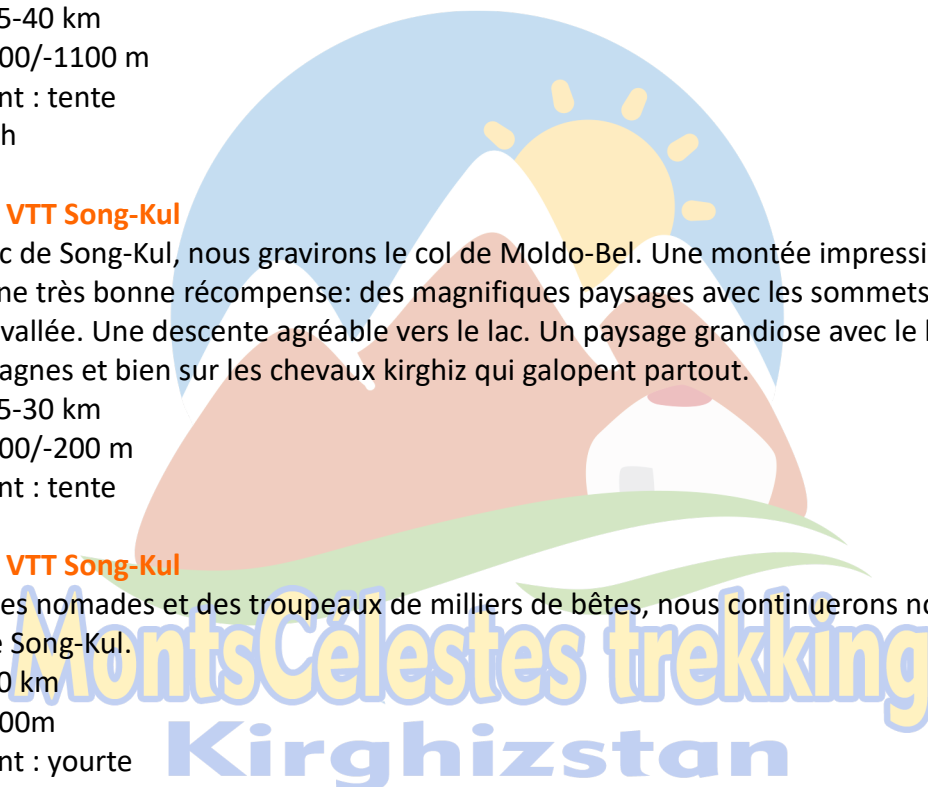 5-40 km
00/-1100 m
nt : tente
h
VTT Song-Kul
c de Song-Kul, nous gravirons le col de Moldo-Bel. Une montée impressi
ne très bonne récompense: des magnifiques paysages avec les sommets
vallée. Une descente agréable vers le lac. Un paysage grandiose avec le l
agnes et bien sur les chevaux kirghiz qui galopent partout.
5-30 km
00/-200 m
nt : tente
VTT Song-Kul
es nomades et des troupeaux de milliers de bêtes, nous continuerons no
e Song-Kul.
0 km
00m
nt : yourte
MontsCélestes trekking
Kirghizstan